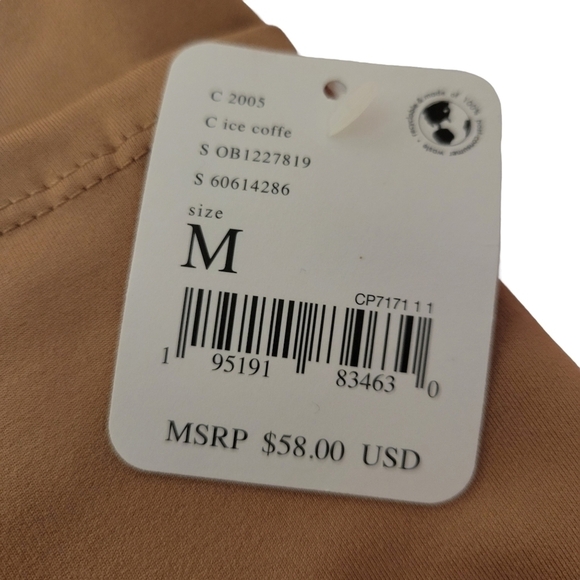 C 2005
C ice coffe
S OB1227819
S 60614286
size
M
CP7171 1 1
1 95191 83463 0
MSRP $58.00 USD